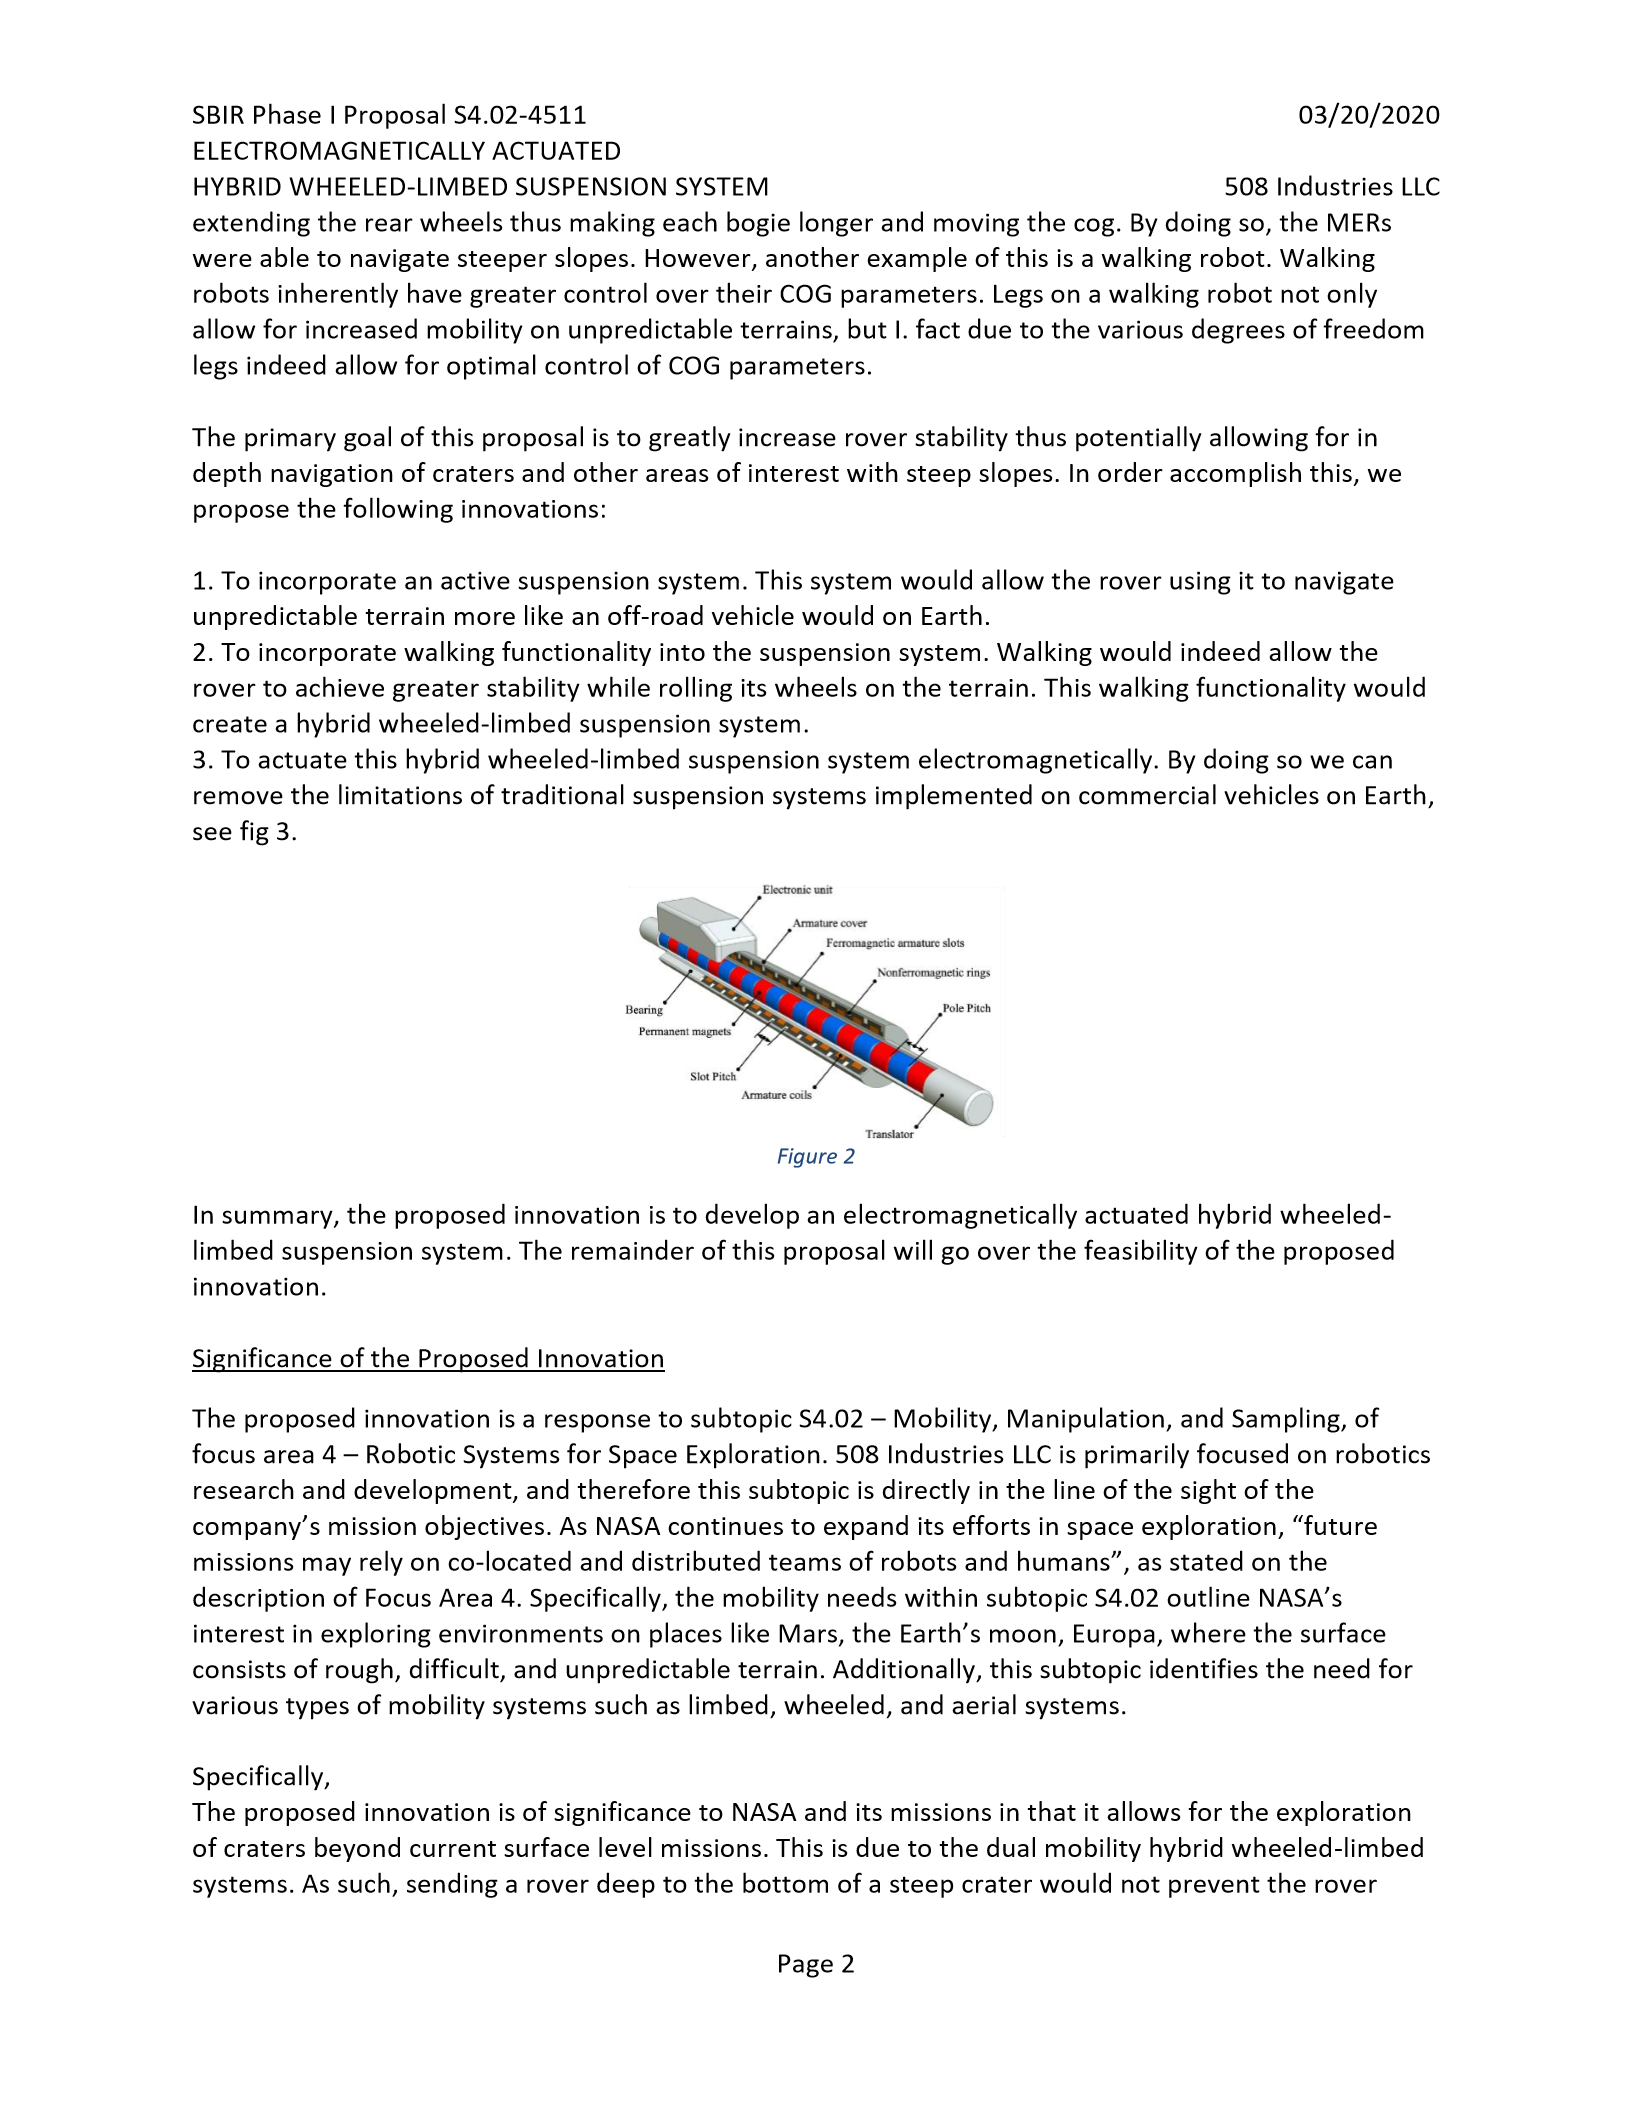 SBIR Phase I Proposal S4.02-4511 03/20/2020
ELECTROMAGNETICALLY ACTUATED
HYBRID WHEELED-LIMBED SUSPENSION SYSTEM 508 Industries LLC
extending the rear wheels thus making each bogie longer and moving the cog. By doing so, the MERs
were able to navigate steeper slopes. However, another example of this is a walking robot. Walking
robots inherently have greater control over their COG parameters. Legs on a walking robot not only
allow for increased mobility on unpredictable terrains, but I. fact due to the various degrees of freedom
legs indeed allow for optimal control of COG parameters.
The primary goal of this proposal is to greatly increase rover stability thus potentially allowing for in
depth navigation of craters and other areas of interest with steep slopes. In order accomplish this, we
propose the following innovations:
1. To incorporate an active suspension system. This system would allow the rover using it to navigate
unpredictable terrain more like an off-road vehicle would on Earth.
2. To incorporate walking functionality into the suspension system. Walking would indeed allow the
rover to achieve greater stability while rolling its wheels on the terrain. This walking functionality would
create a hybrid wheeled-limbed suspension system.
3. To actuate this hybrid wheeled-limbed suspension system electromagnetically. By doing so we can
remove the limitations of traditional suspension systems implemented on commercial vehicles on Earth,
see fig 3.
Electronic unit
Armature cover
Ferromagnetic armature slots
Nonferromagnetic rings
Pole Pitch
Bearing
Permanent magnets
Slot Pitch
Armature coils
Translator
Figure 2
In summary, the proposed innovation is to develop an electromagnetically actuated hybrid wheeled-
limbed suspension system. The remainder of this proposal will go over the feasibility of the proposed
innovation.
Significance of the Proposed Innovation
The proposed innovation is a response to subtopic S4.02 – Mobility, Manipulation, and Sampling, of
focus area 4 – Robotic Systems for Space Exploration. 508 Industries LLC is primarily focused on robotics
research and development, and therefore this subtopic is directly in the line of the sight of the
company’s mission objectives. As NASA continues to expand its efforts in space exploration, “future
missions may rely on co-located and distributed teams of robots and humans”, as stated on the
description of Focus Area 4. Specifically, the mobility needs within subtopic S4.02 outline NASA’s
interest in exploring environments on places like Mars, the Earth’s moon, Europa, where the surface
consists of rough, difficult, and unpredictable terrain. Additionally, this subtopic identifies the need for
various types of mobility systems such as limbed, wheeled, and aerial systems.
Specifically,
The proposed innovation is of significance to NASA and its missions in that it allows for the exploration
of craters beyond current surface level missions. This is due to the dual mobility hybrid wheeled-limbed
systems. As such, sending a rover deep to the bottom of a steep crater would not prevent the rover
Page 2